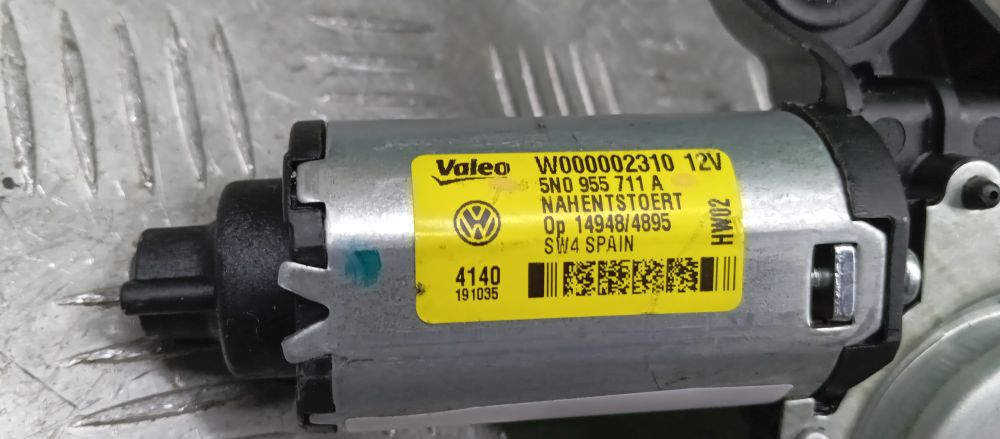 Valeo W000002310 12V
5N0 955 711 A
NAHENTSTOERT
Op 14948/4895
SW4 SPAIN
HW02
4140
191035